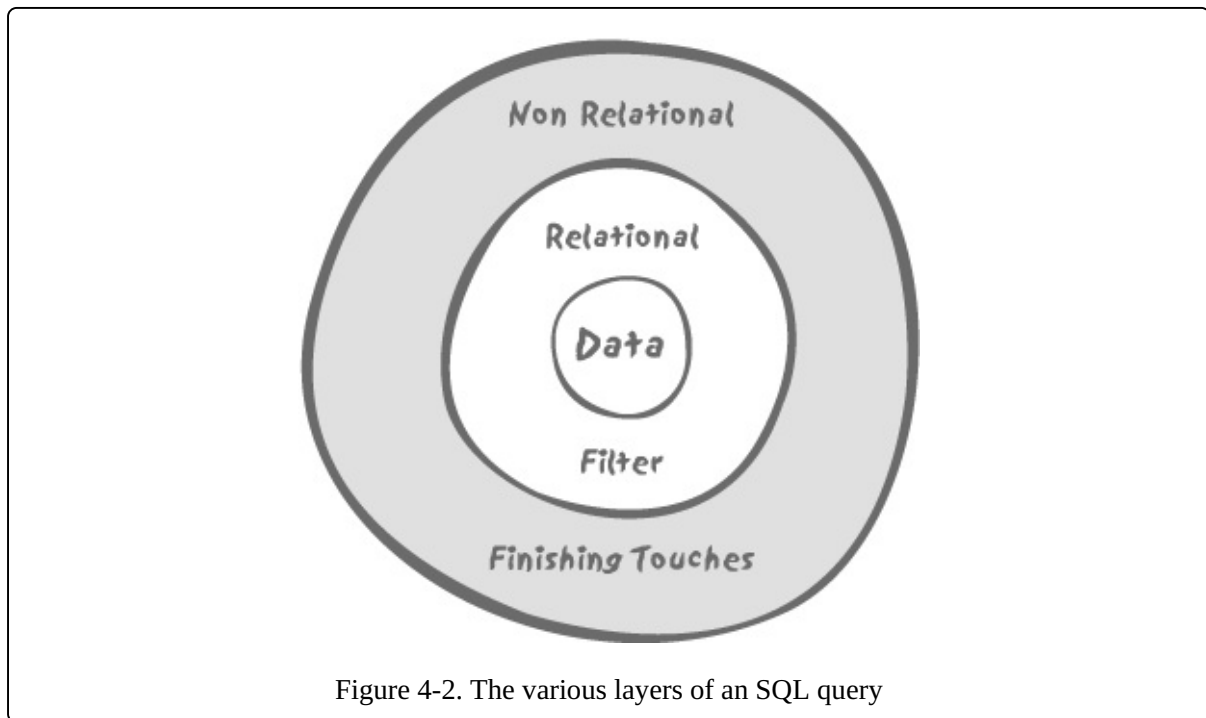 Non Relational
Relational
Data
Filter
Finishing Touches
Figure 4-2. The various layers of an SQL query